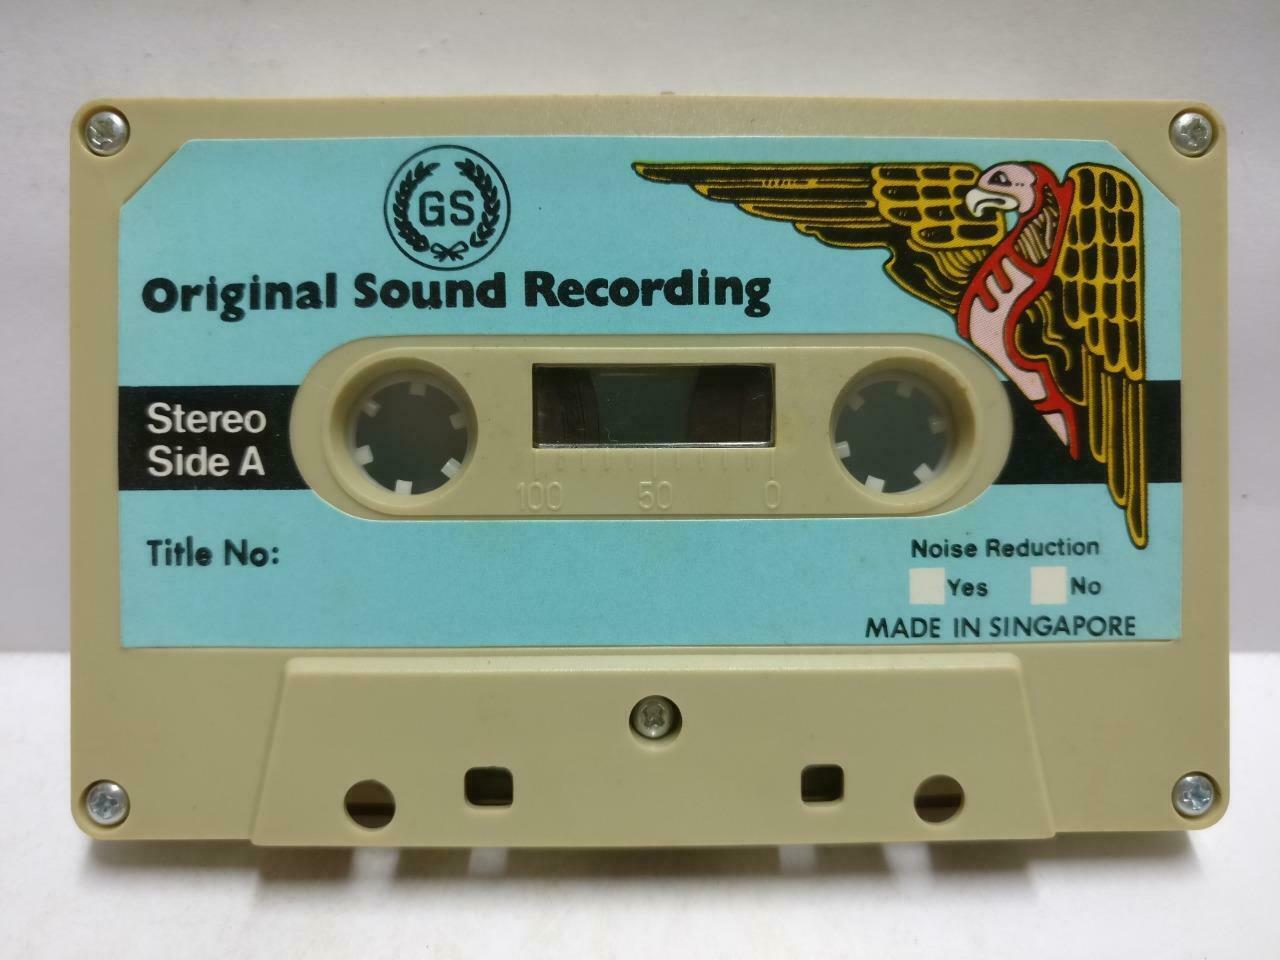 GS
Original Sound Recording
Stereo
Side A
100 50 0
Title No:
Noise Reduction
Yes No
MADE IN SINGAPORE